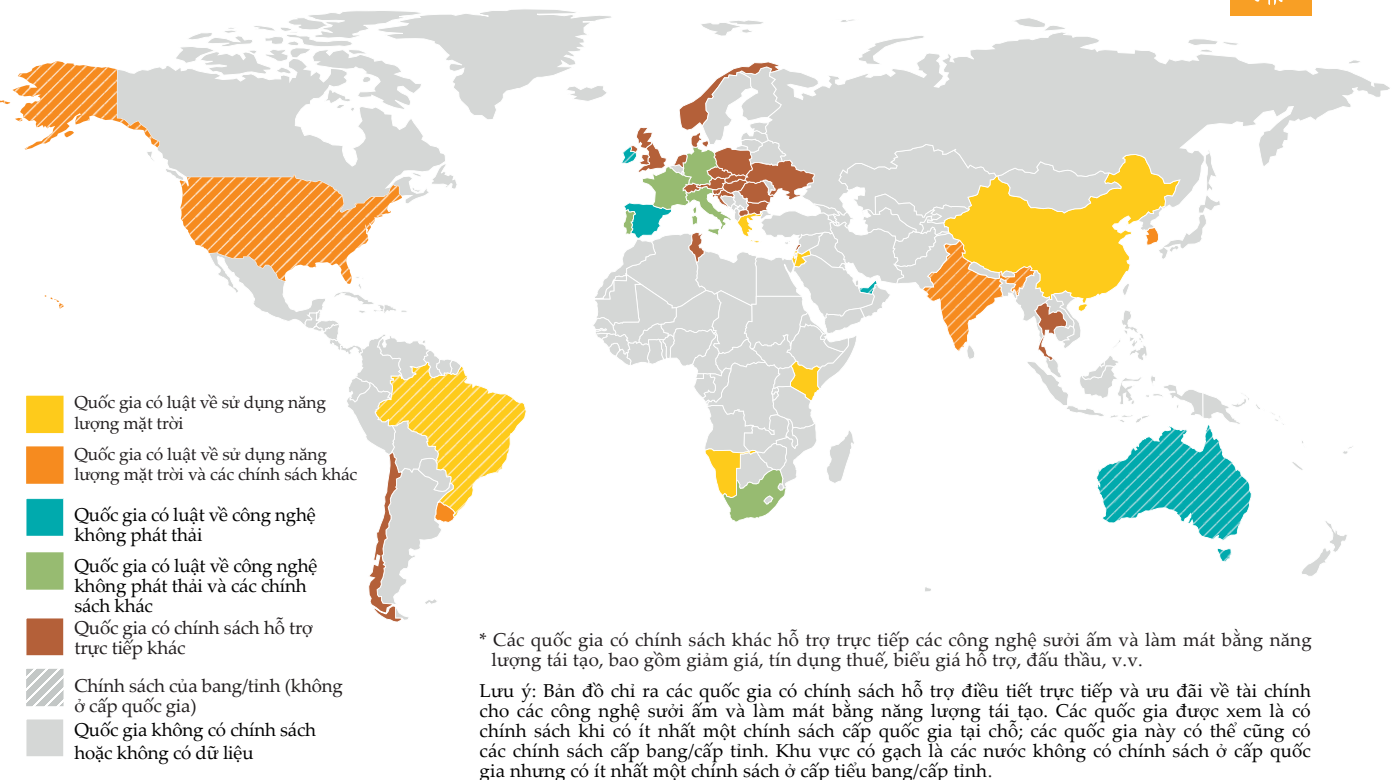 Quốc gia có luật về sử dụng năng
lượng mặt trời
Quốc gia có luật về sử dụng năng
lượng mặt trời và các chính sách khác
Quốc gia có luật về công nghệ
không phát thải
Quốc gia có luật về công nghệ
không phát thải và các chính
sách khác
Quốc gia có chính sách hỗ trợ
trực tiếp khác
Chính sách của bang/tỉnh (không
ở cấp quốc gia)
Quốc gia không có chính sách
hoặc không có dữ liệu
* Các quốc gia có chính sách khác hỗ trợ trực tiếp các công nghệ sưởi ấm và làm mát bằng năng
lượng tái tạo, bao gồm giảm giá, tín dụng thuế, biểu giá hỗ trợ, đấu thầu, v.v.
Lưu ý: Bản đồ chỉ ra các quốc gia có chính sách hỗ trợ điều tiết trực tiếp và ưu đãi về tài chính
cho các công nghệ sưởi ấm và làm mát bằng năng lượng tái tạo. Các quốc gia được xem là có
chính sách khi có ít nhất một chính sách cấp quốc gia tại chỗ; các quốc gia này có thể cũng có
các chính sách cấp bang/cấp tỉnh. Khu vực có gạch là các nước không có chính sách ở cấp quốc
gia nhưng có ít nhất một chính sách ở cấp tiểu bang/cấp tỉnh.